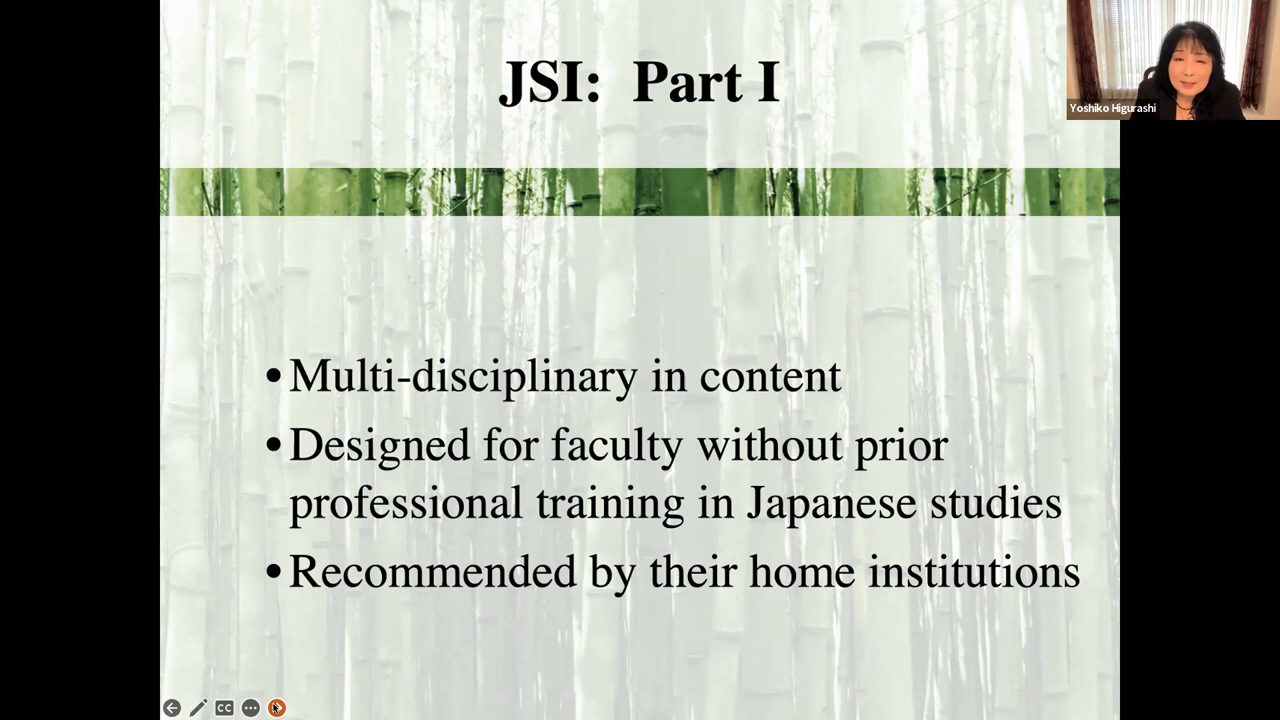 JSI: Part I
Yoshiko Higurashi
•Multi-disciplinary in content
•Designed for faculty without prior
professional training in Japanese studies
•Recommended by their home institutions
CC